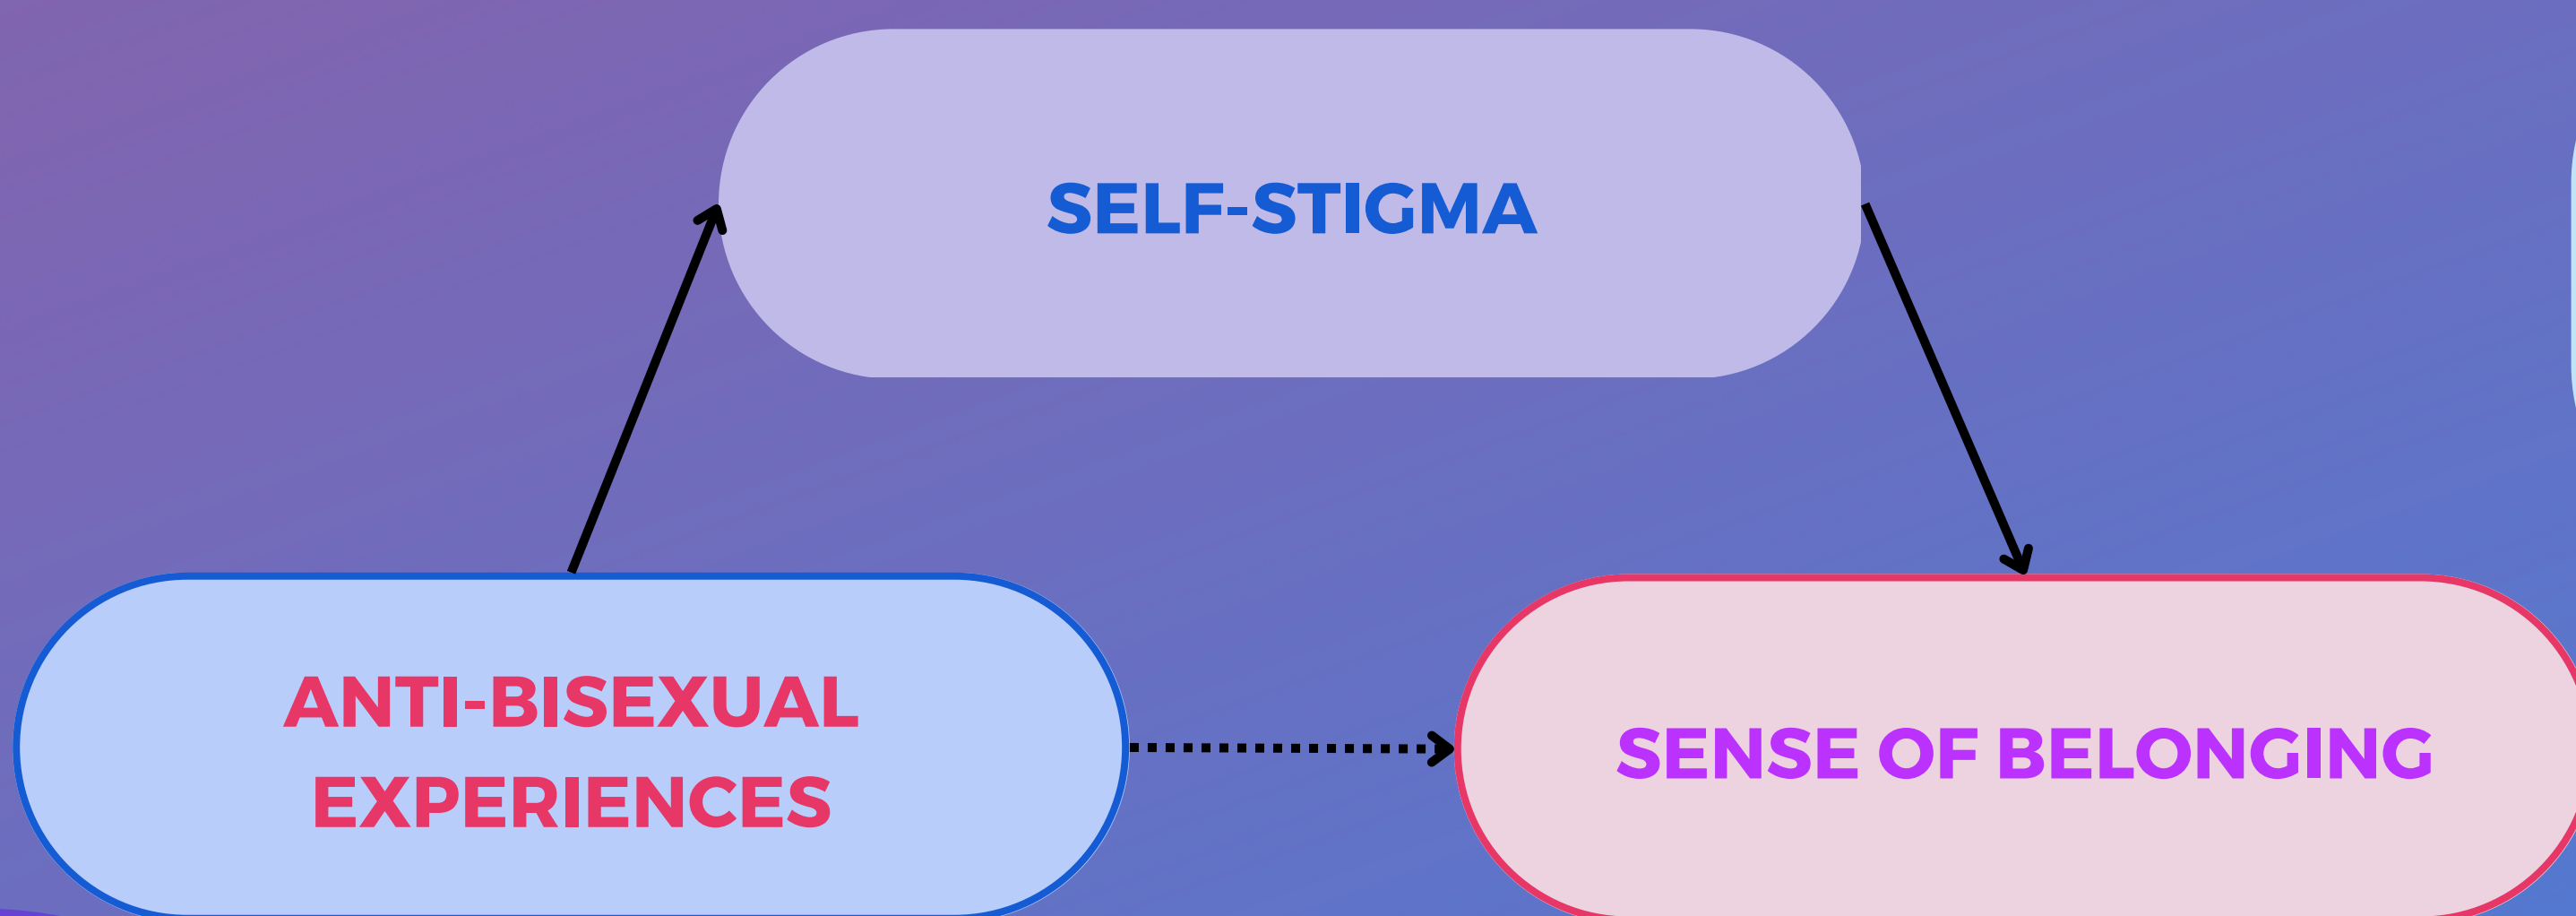 SELF-STIGMA
ANTI-BISEXUAL
EXPERIENCES
SENSE OF BELONGING